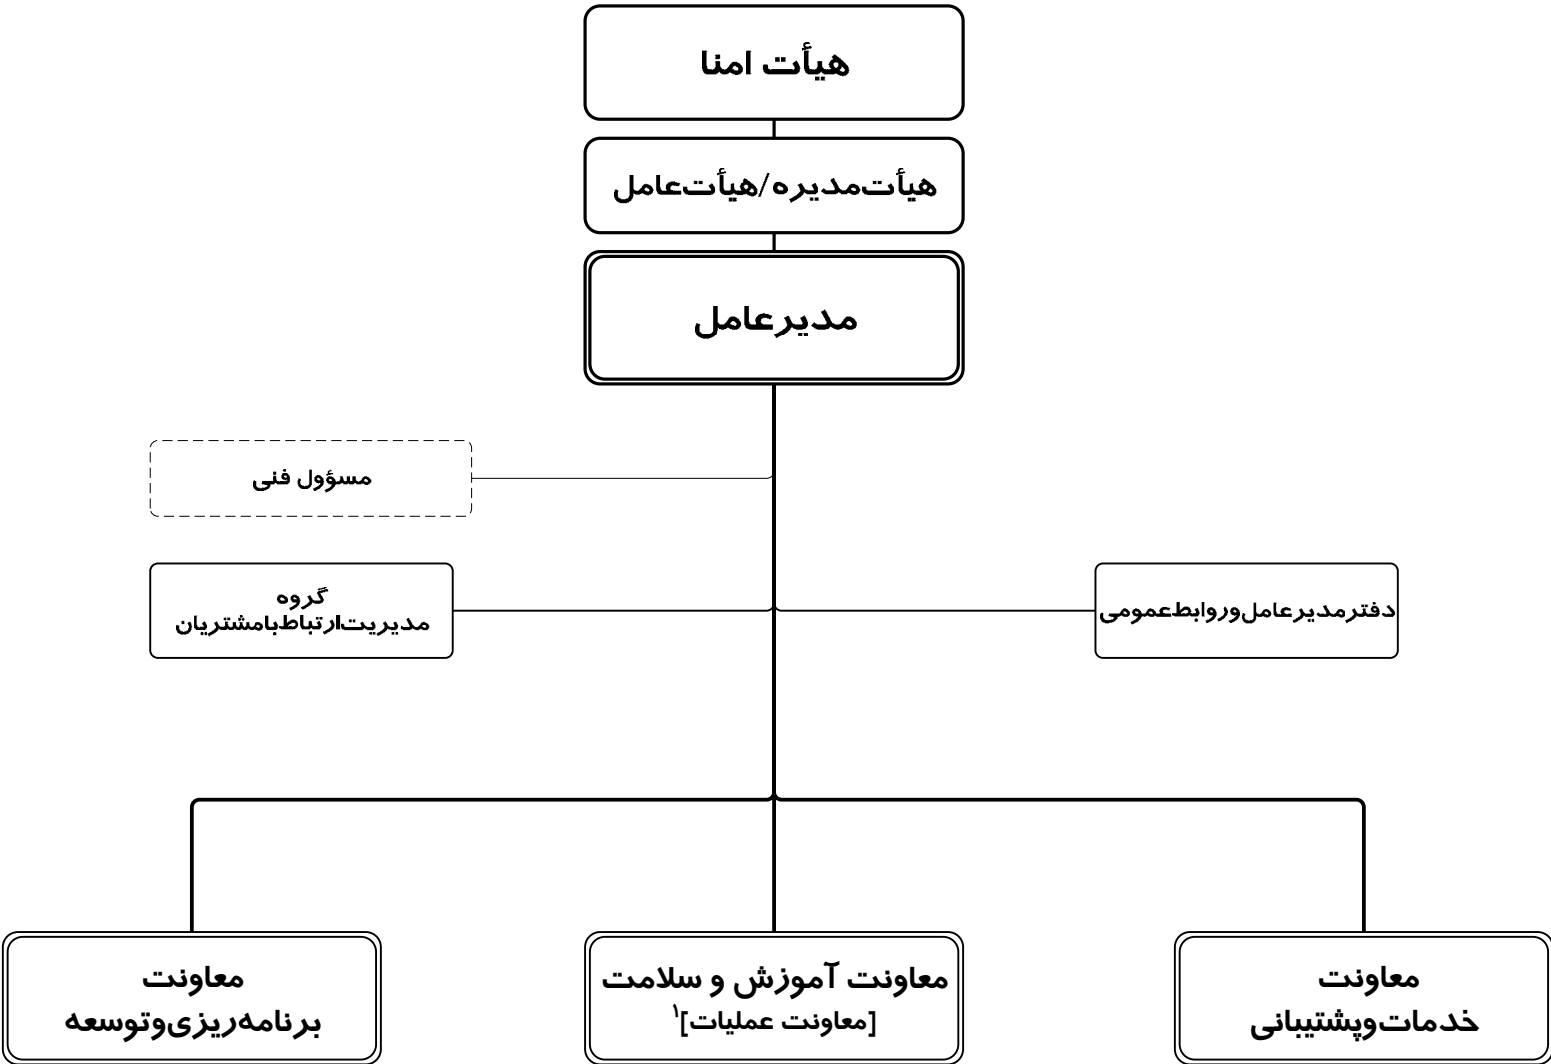 هیأت امنا
هیأت‌مدیره/هیأت‌عامل
مدیرعامل
مسؤول فنی
دفترمدیرعامل‌وروابط‌عمومی
گروه
مدیریت‌ارتباط‌بامشتریان
معاونت
خدمات‌وپشتیبانی
معاونت آموزش و سلامت
[معاونت عملیات]۱
معاونت
برنامه‌ریزی‌وتوسعه